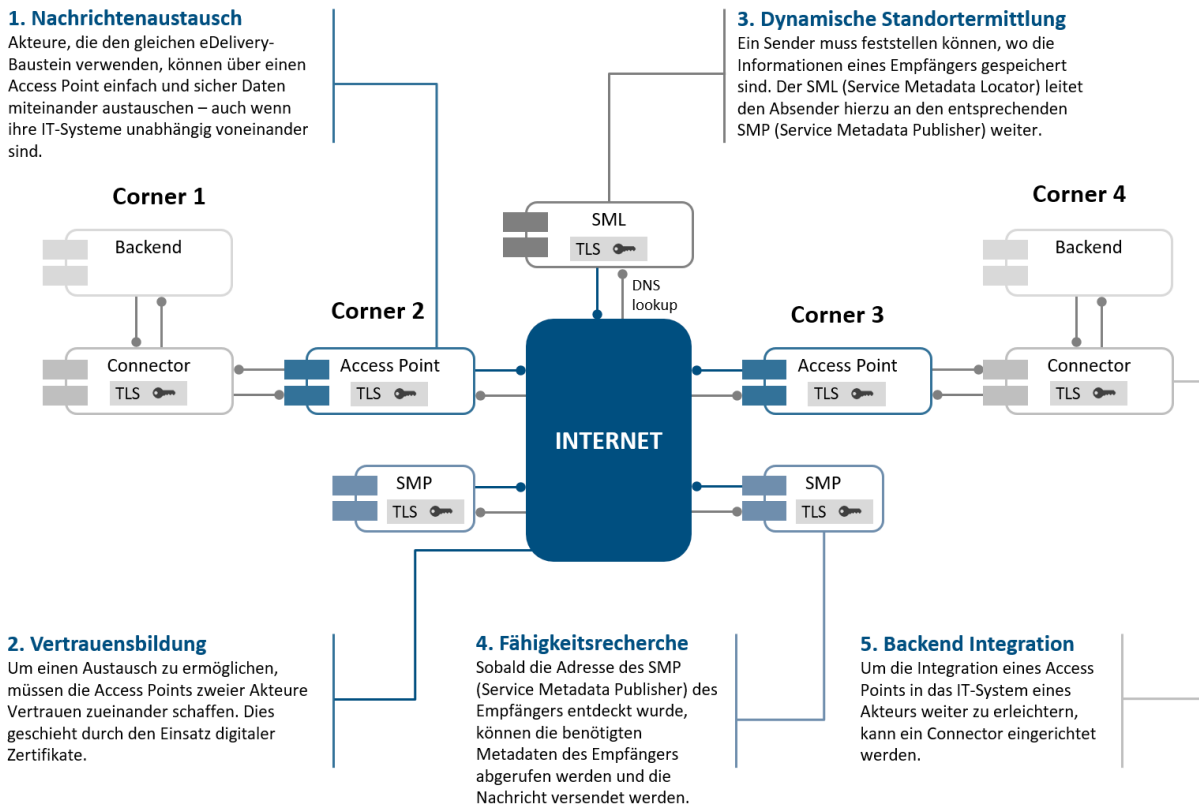 1. Nachrichtenaustausch
Akteure, die den gleichen eDelivery-
Baustein verwenden, können über einen
Access Point einfach und sicher Daten
miteinander austauschen – auch wenn
ihre IT-Systeme unabhängig voneinander
sind.
3. Dynamische Standortermittlung
Ein Sender muss feststellen können, wo die
Informationen eines Empfängers gespeichert
sind. Der SML (Service Metadata Locator) leitet
den Absender hierzu an den entsprechenden
SMP (Service Metadata Publisher) weiter.
Corner 1
Backend
Connector
TLS
Corner 2
Access Point
TLS
SMP
TLS
SML
TLS
DNS
lookup
INTERNET
Corner 3
Access Point
TLS
SMP
TLS
Corner 4
Backend
Connector
TLS
2. Vertrauensbildung
Um einen Austausch zu ermöglichen,
müssen die Access Points zweier Akteure
Vertrauen zueinander schaffen. Dies
geschieht durch den Einsatz digitaler
Zertifikate.
4. Fähigkeitsrecherche
Sobald die Adresse des SMP
(Service Metadata Publisher) des
Empfängers entdeckt wurde,
können die benötigten
Metadaten des Empfängers
abgerufen werden und die
Nachricht versendet werden.
5. Backend Integration
Um die Integration eines Access
Points in das IT-System eines
Akteurs weiter zu erleichtern,
kann ein Connector eingerichtet
werden.